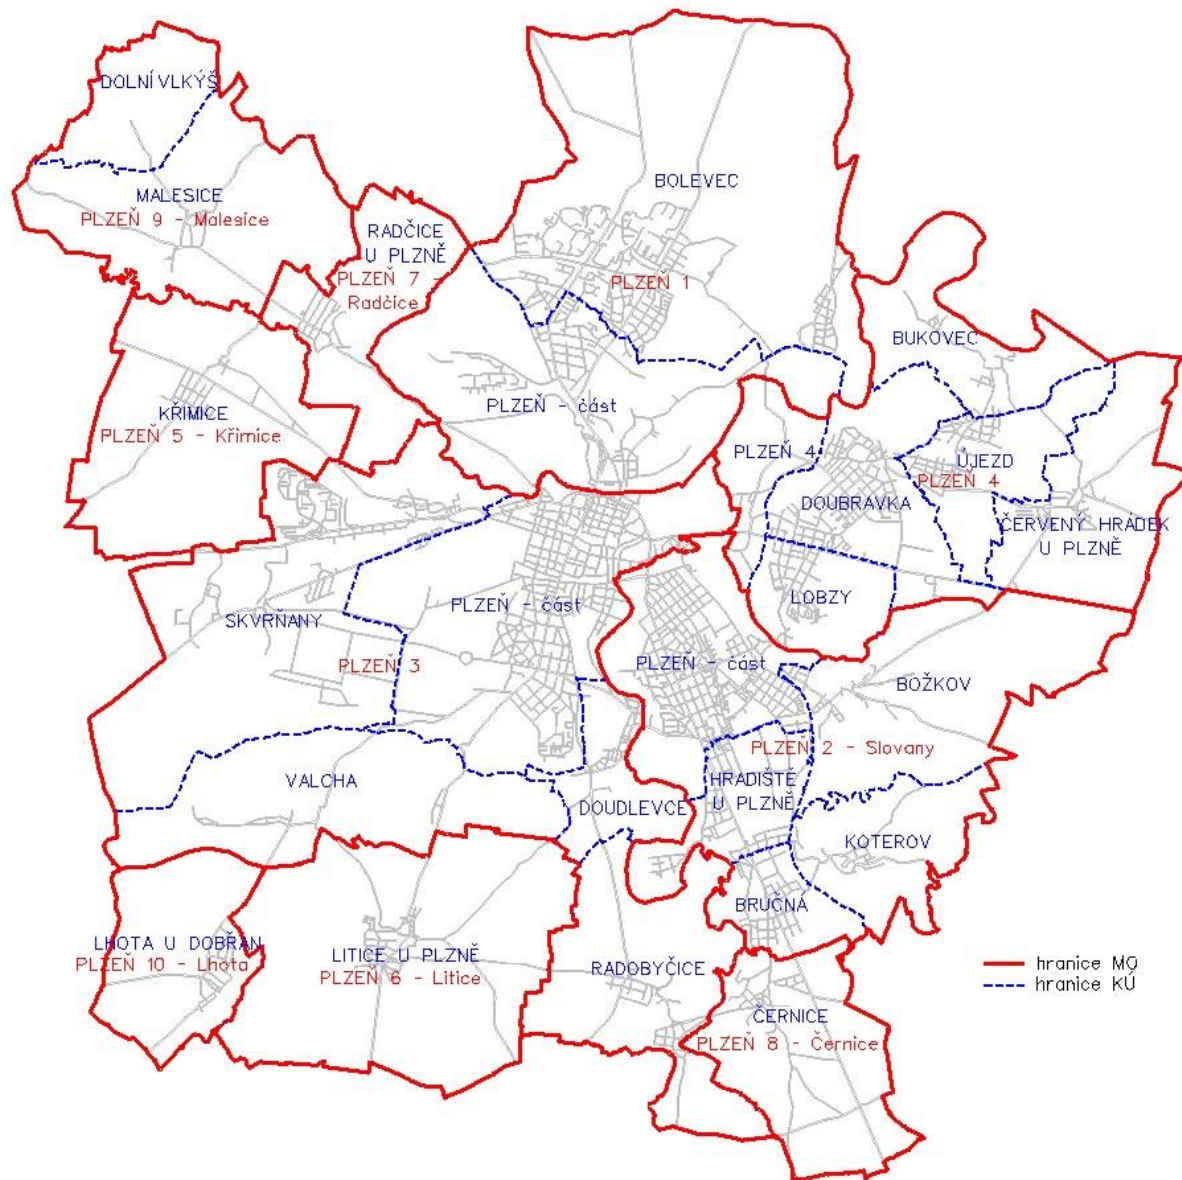 DOLNÍ VLKÝŠ
MALESICE
PLZEŇ 9 - Malesice
RADČICE
U PLZNĚ
PLZEŇ 7 -
Radčice
BOLEVEC
PLZEŇ 1
BUKOVEC
KŘIMICE
PLZEŇ 5 - Křimice
PLZEŇ - část
PLZEŇ 4
ÚJEZD
PLZEŇ 4
DOUBRAVKA
ČERVENÝ HRÁDEK
U PLZNĚ
LOBZY
SKVRŇANY
PLZEŇ - část
PLZEŇ 3
PLZEŇ - část
BOŽKOV
PLZEŇ 2 - Slovany
HRADIŠTĚ
U PLZNĚ
VALCHA
DOUDLEVCE
KOTEROV
BRUČNÁ
LHOTA U DOBŘAN
PLZEŇ 10 - Lhota
LITICE U PLZNĚ
PLZEŇ 6 - Litice
RADOBYČICE
ČERNICE
PLZEŇ 8 - Černice
hranice MO
hranice KÚ